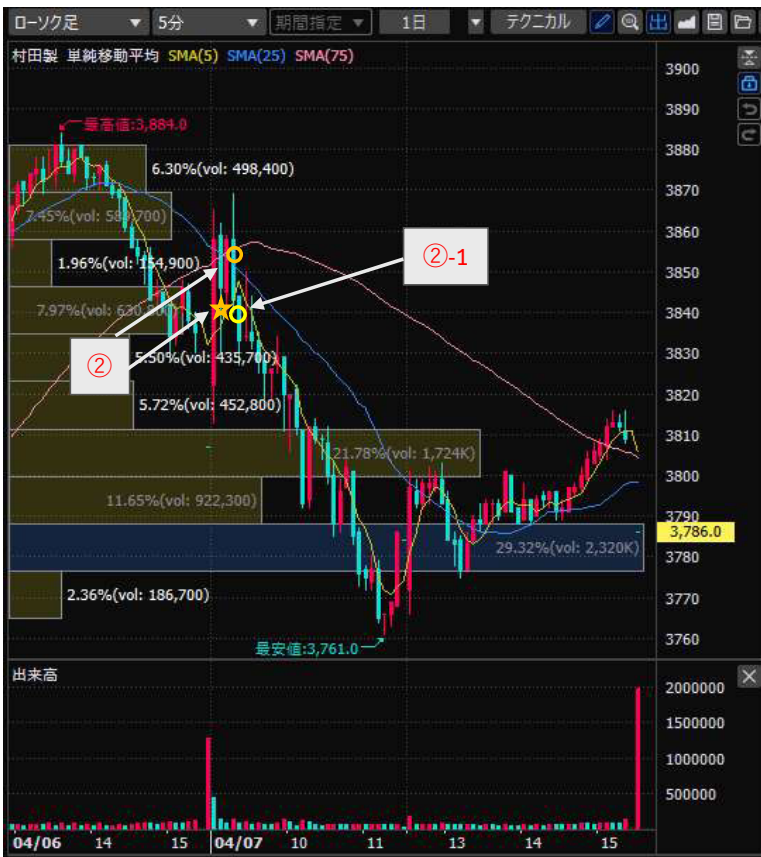 ローソク足 ▼ 5分 ▼ 期間指定 ▼ 1日 ▼ テクニカル
村田製 単純移動平均 SMA(5) SMA(25) SMA(75)
3900
3890
最高値:3,884.0
3880
6.30%(vol: 498,400)
3870
7.45%(vol: 589,700)
3860
②-1
1.96%(vol: 154,900)
3850
7.97%(vol: 630,800)
3840
②
5.50%(vol: 435,700)
3830
3820
5.72%(vol: 452,800)
3810
21.78%(vol: 1,724K)
3800
11.65%(vol: 922,300)
3790
3,786.0
29.32%(vol: 2,320K)
3780
2.36%(vol: 186,700)
3770
最安値:3,761.0
3760
出来高
2000000
1500000
1000000
500000
04/06 14 15 04/07 10 11 13 14 15